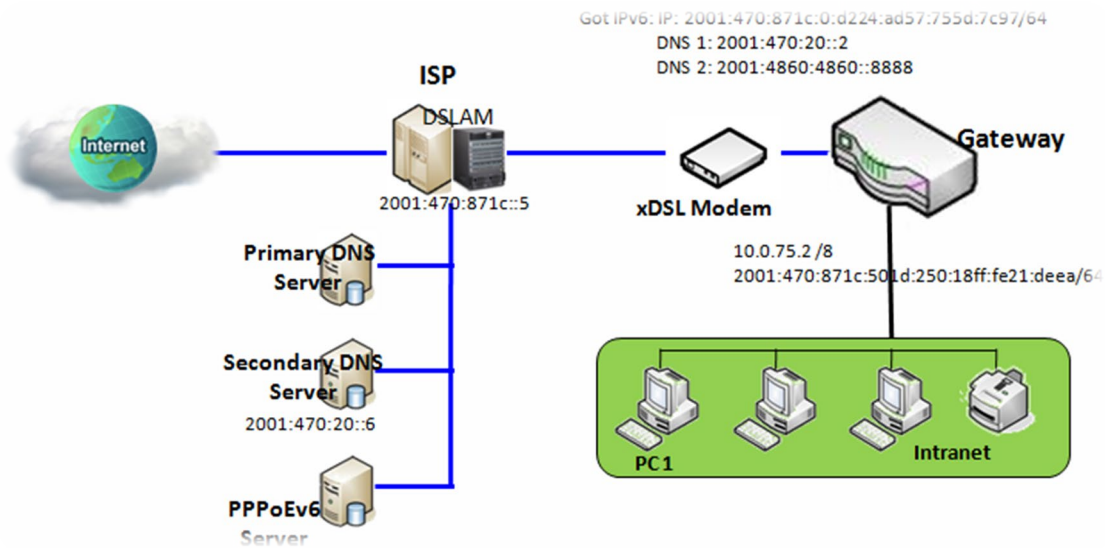 Got IPv6: IP: 2001:470:871c:0:d224:ad57:755d:7c97/64
DNS 1: 2001:470:20::2
DNS 2: 2001:4860:4860::8888
ISP
DSLAM
Internet
Gateway
2001:470:871c::5
xDSL Modem
Primary DNS
Server
10.0.75.2 /8
2001:470:871c:501d:250:18ff:fe21:deea/64
Secondary DNS
Server
2001:470:20::6
PC1
Intranet
PPPoEv6
Server